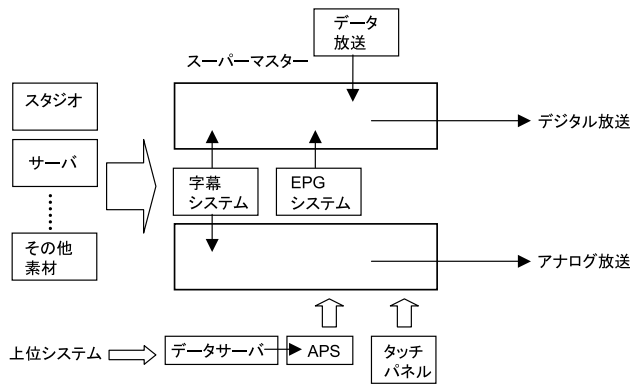 データ
放送
スーパーマスター
スタジオ
デジタル放送
サーバ
字幕
システム
EPG
システム
その他
素材
アナログ放送
上位システム
データサーバ
APS
タッチ
パネル